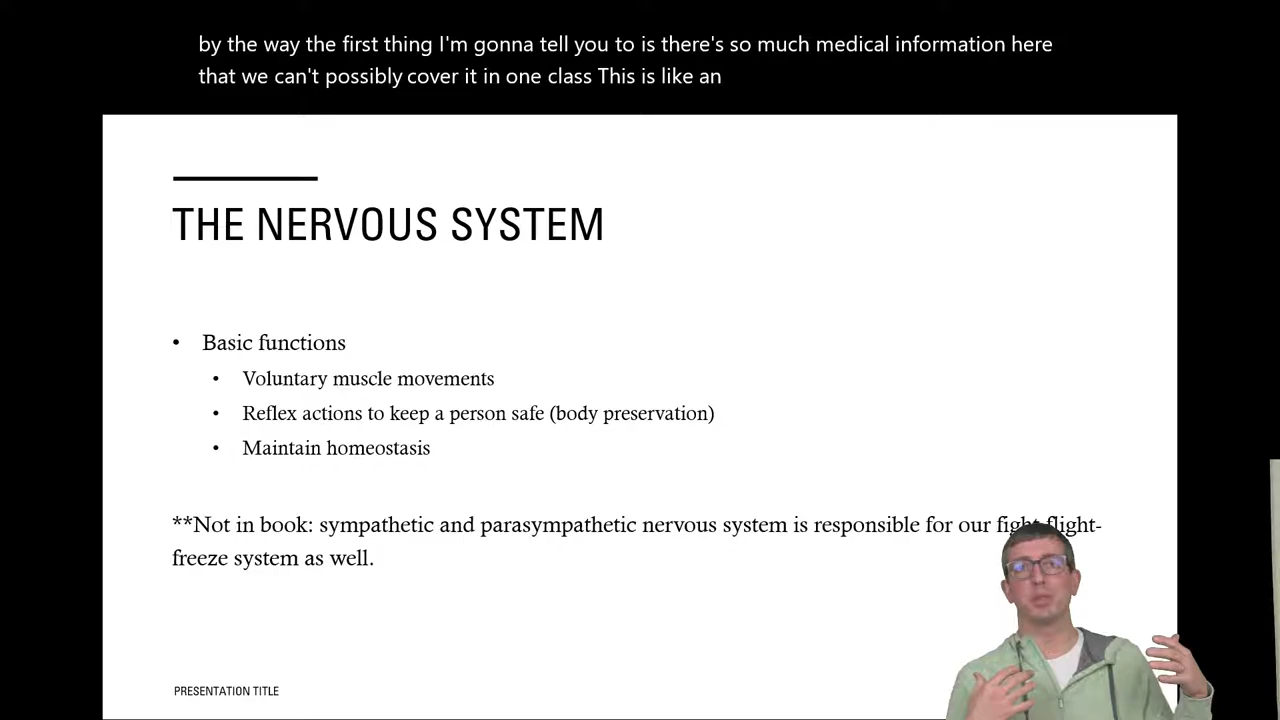 by the way the first thing I'm gonna tell you to is there's so much medical information here
that we can't possibly cover it in one class This is like an
THE NERVOUS SYSTEM
• Basic functions
• Voluntary muscle movements
• Reflex actions to keep a person safe (body preservation)
• Maintain homeostasis
**Not in book: sympathetic and parasympathetic nervous system is responsible for our fight-flight-
freeze system as well.
PRESENTATION TITLE